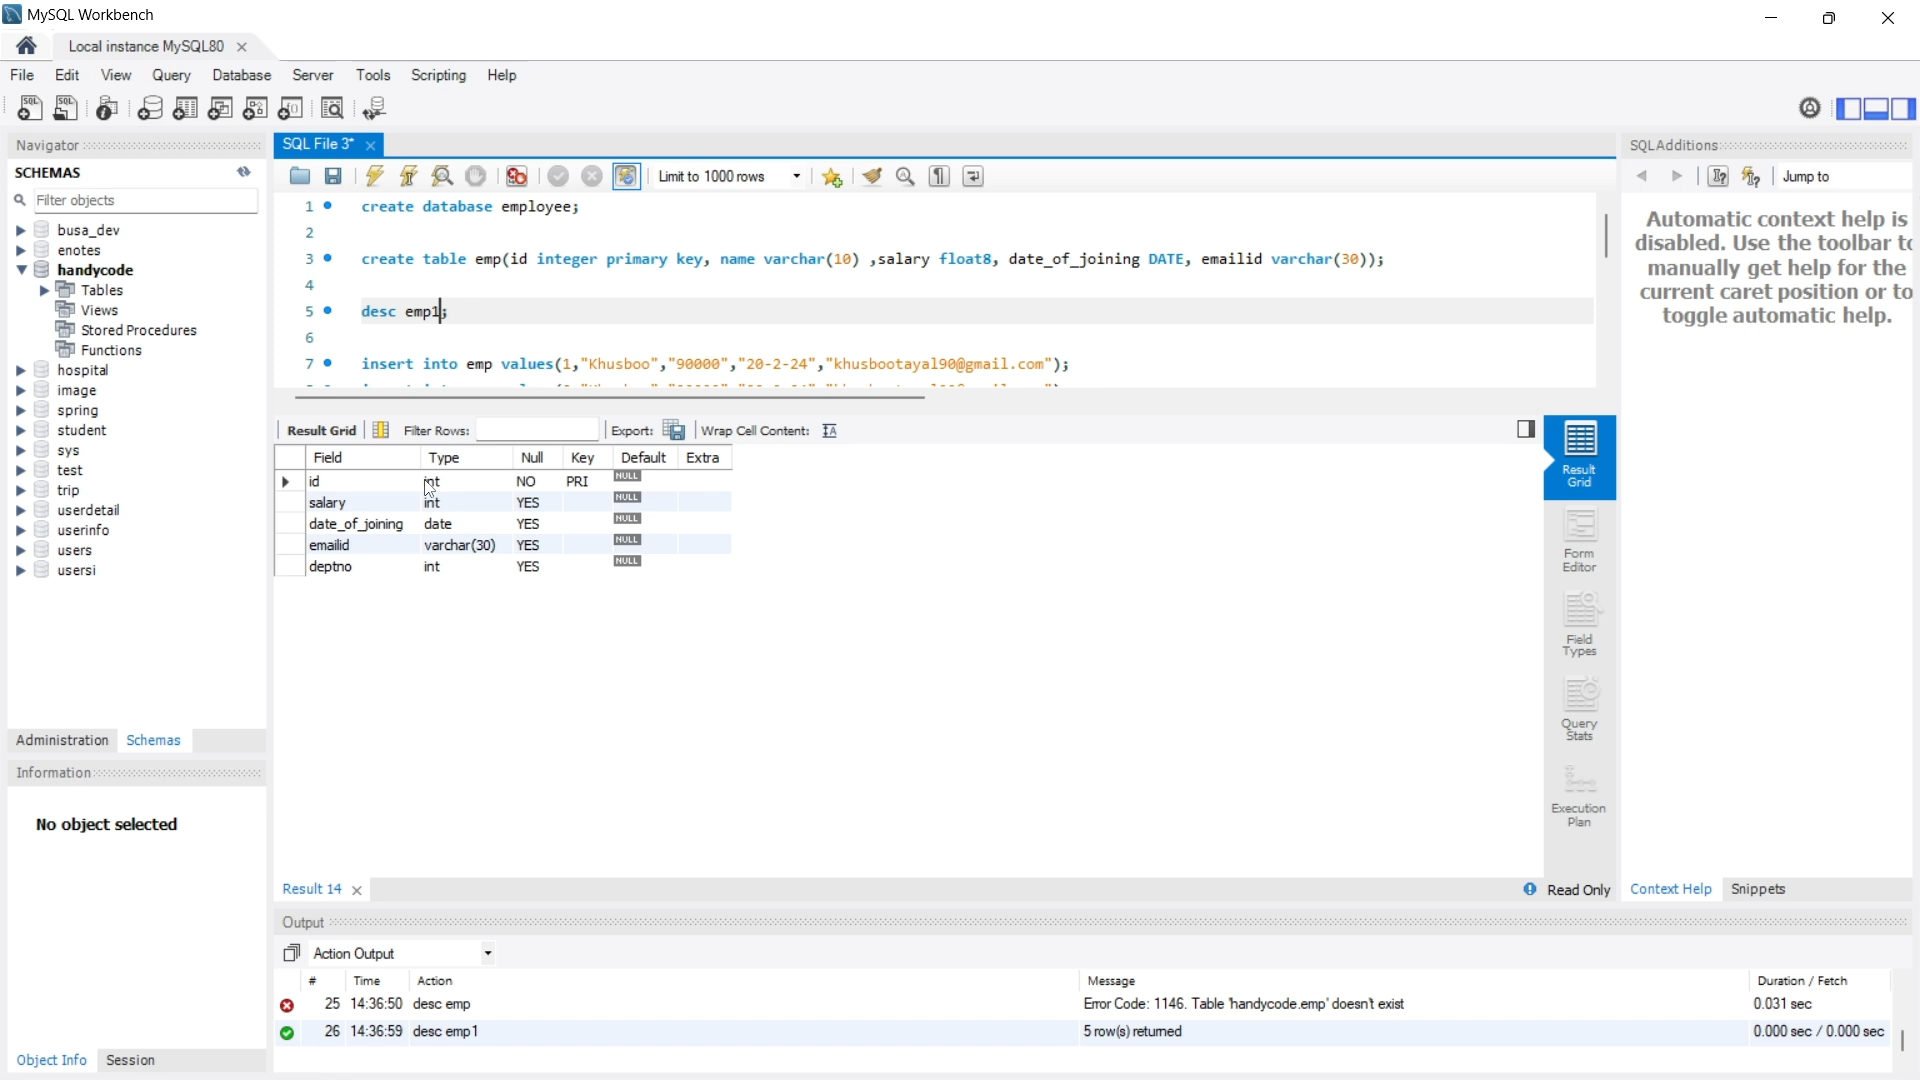 MySQL Workbench
Local instance MySQL80
File Edit View Query Database Server Tools Scripting Help
Navigator
SCHEMAS
Filter objects
busa_dev
enotes
handycode
Tables
Views
Stored Procedures
Functions
hospital
image
spring
student
sys
test
trip
userdetail
userinfo
users
usersi
Administration Schemas
Information
No object selected
Object Info Session
SQL File 3*
Limit to 1000 rows
1 create database employee;
2
3 create table emp(id integer primary key, name varchar(10) ,salary float8, date_of_joining DATE, emailid varchar(30));
4
5 desc emp1;
6
7 insert into emp values(1,"Khusboo","90000","20-2-24","khusbootayal90@gmail.com");
Result Grid Filter Rows: Export: Wrap Cell Content:
Field Type Null Key Default Extra
id int NO PRI NULL
salary int YES NULL
date_of_joining date YES NULL
emailid varchar(30) YES NULL
deptno int YES NULL
Result
Grid
Form
Editor
Field
Types
Query
Stats
Execution
Plan
Result 14
Read Only
Output
Action Output
# Time Action Message Duration / Fetch
25 14:36:50 desc emp Error Code: 1146. Table 'handycode.emp' doesn't exist 0.031 sec
26 14:36:59 desc emp1 5 row(s) returned 0.000 sec / 0.000 sec
SQLAdditions
Jump to
Automatic context help is
disabled. Use the toolbar to
manually get help for the
current caret position or to
toggle automatic help.
Context Help Snippets